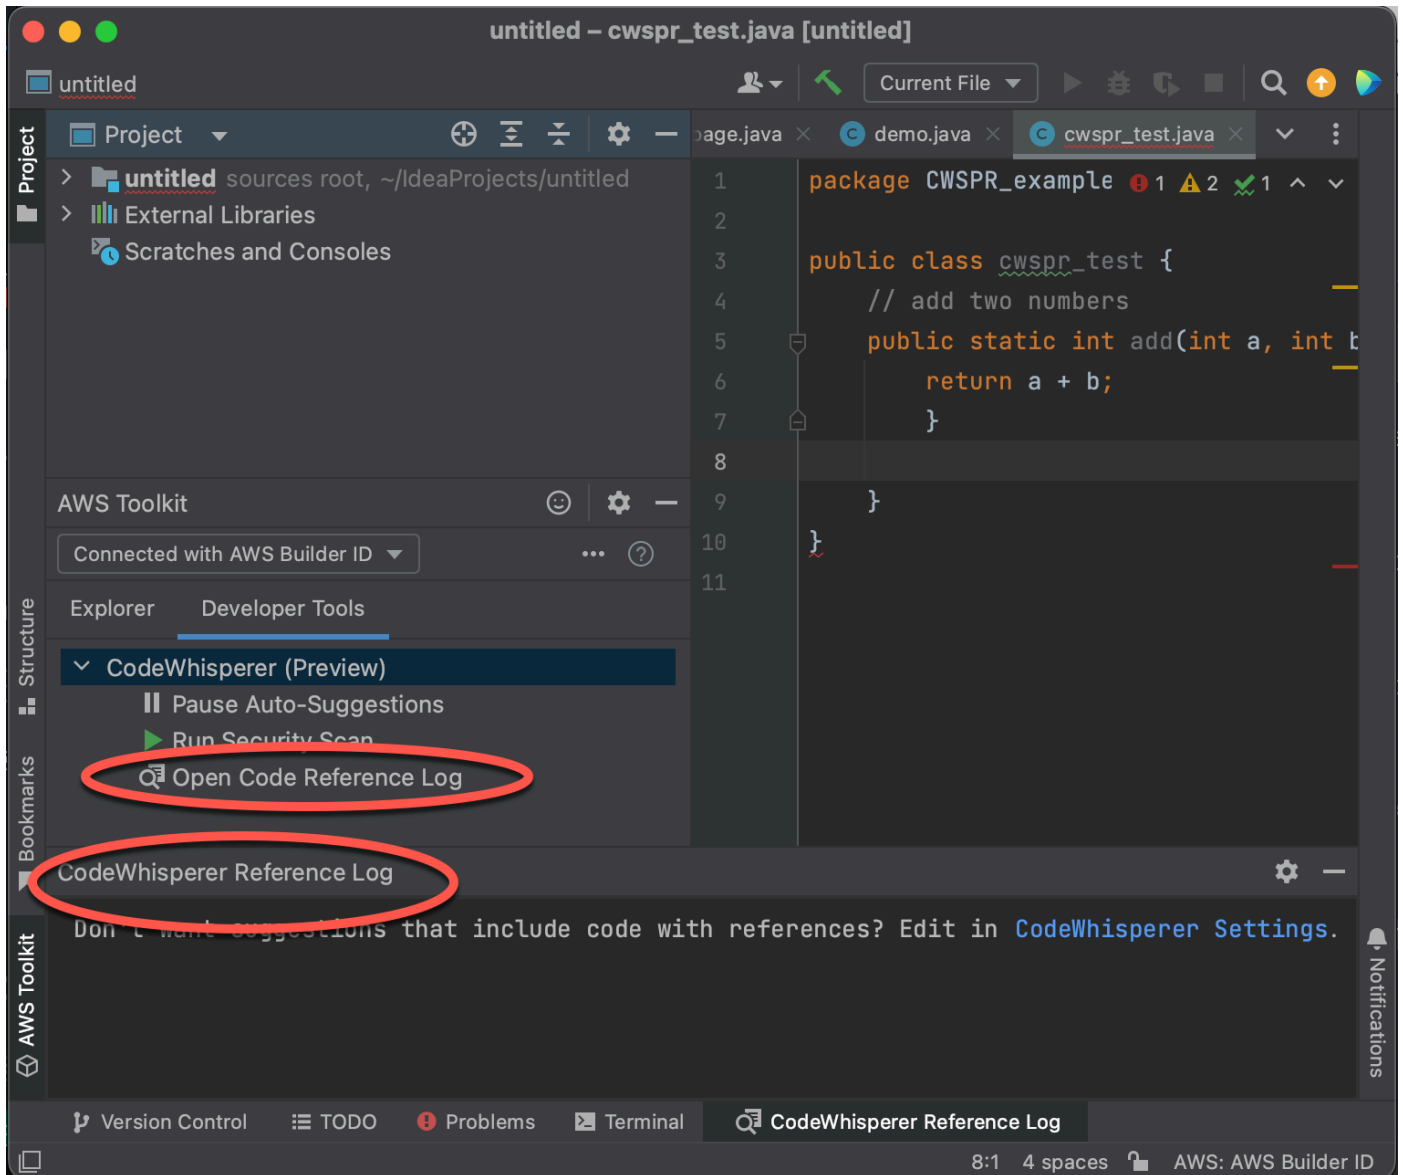 untitled – cwspr_test.java [untitled]
untitled
Current File
Project
Project
page.java
demo.java
cwspr_test.java
untitled sources root, ~/IdeaProjects/untitled
External Libraries
Scratches and Consoles
1 package CWSPR_example
1 2 1
2
3 public class cwspr_test {
4 // add two numbers
5 public static int add(int a, int b
6 return a + b;
7 }
8
9 }
10 }
11
AWS Toolkit
Connected with AWS Builder ID
Explorer
Developer Tools
CodeWhisperer (Preview)
Pause Auto-Suggestions
Run Security Scan
Open Code Reference Log
Structure
Bookmarks
AWS Toolkit
CodeWhisperer Reference Log
Don't want suggestions that include code with references? Edit in CodeWhisperer Settings.
Notifications
Version Control
TODO
Problems
Terminal
CodeWhisperer Reference Log
8:1 4 spaces AWS: AWS Builder ID